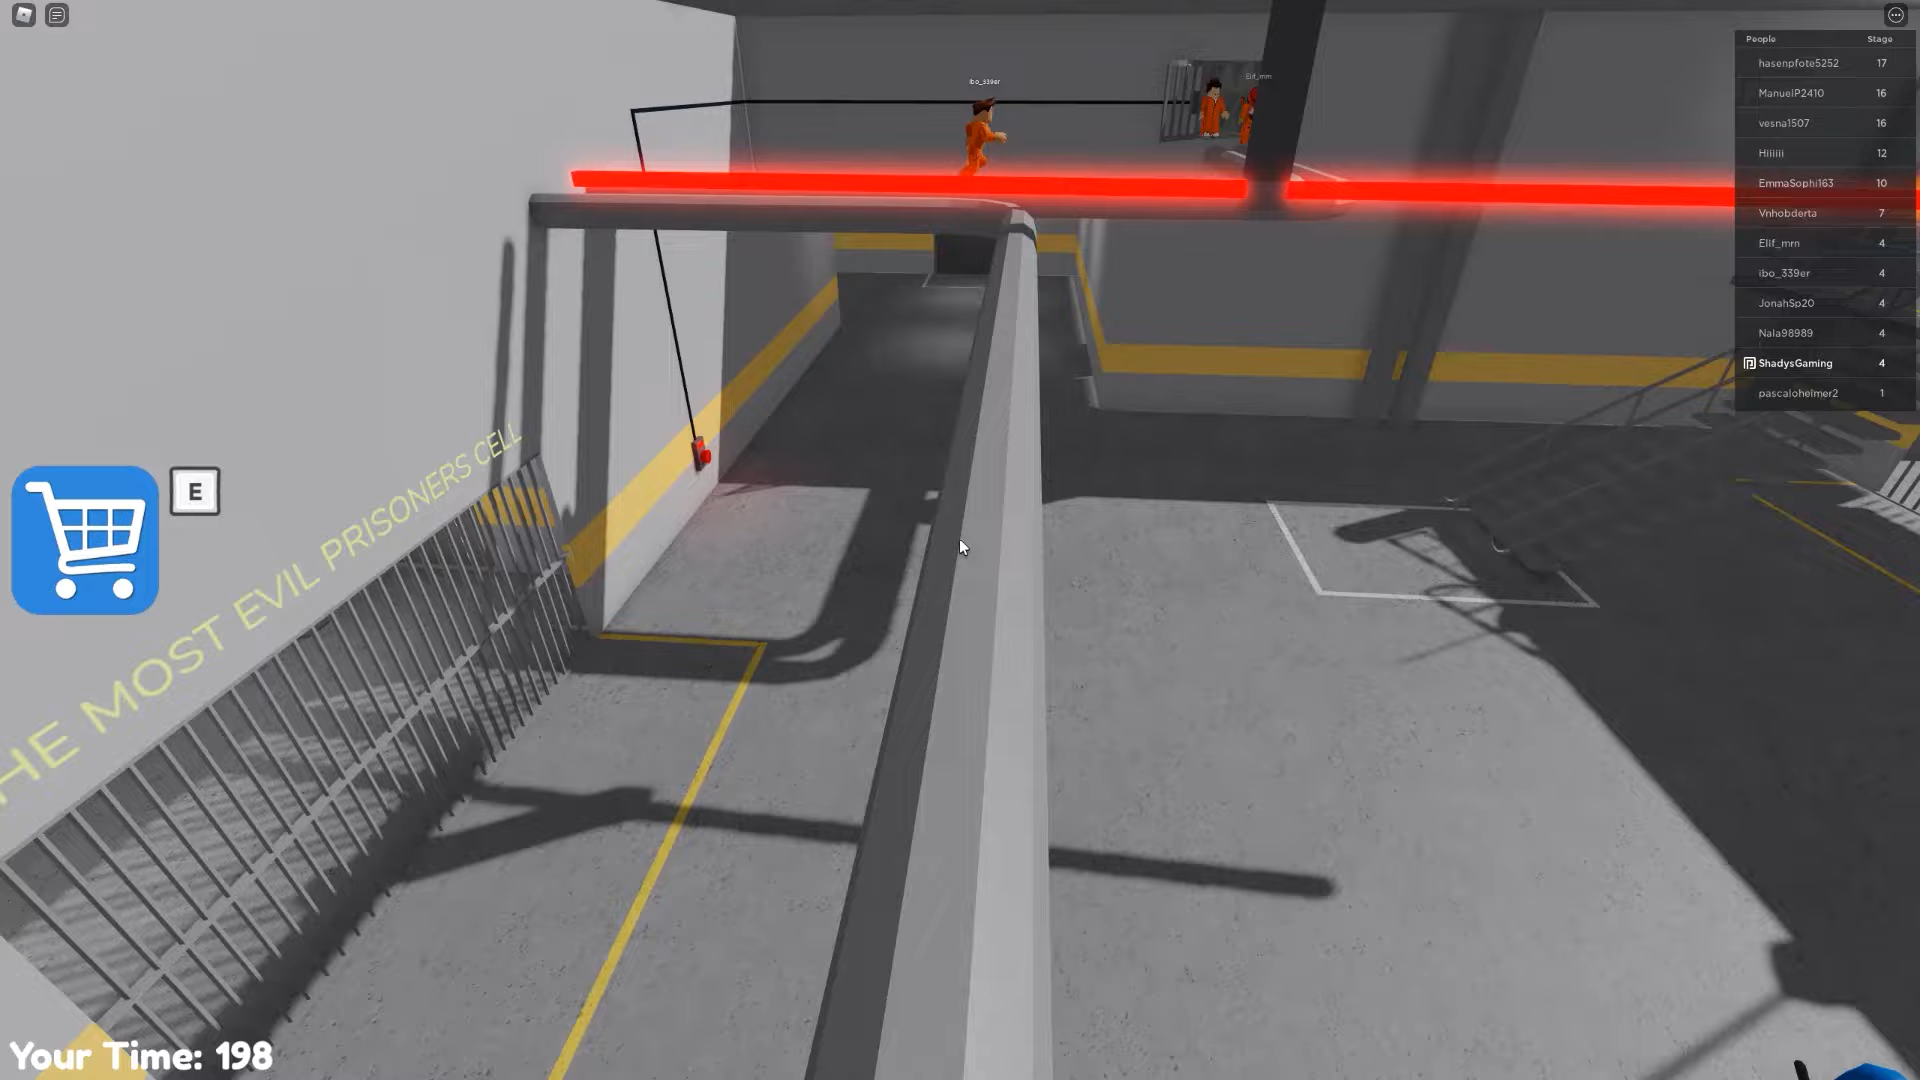 Ibo_339er
Elif_mrn
People Stage
hasenpfote5252 17
ManuelP2410 16
vesna1507 16
Hiiiiii 12
EmmaSophi163 10
Vnhobderta 7
Elif_mrn 4
ibo_339er 4
JonahSp20 4
Nala98989 4
ShadysGaming 4
pascalohelmer2 1
E
HE MOST EVIL PRISONERS CELL
Your Time: 198